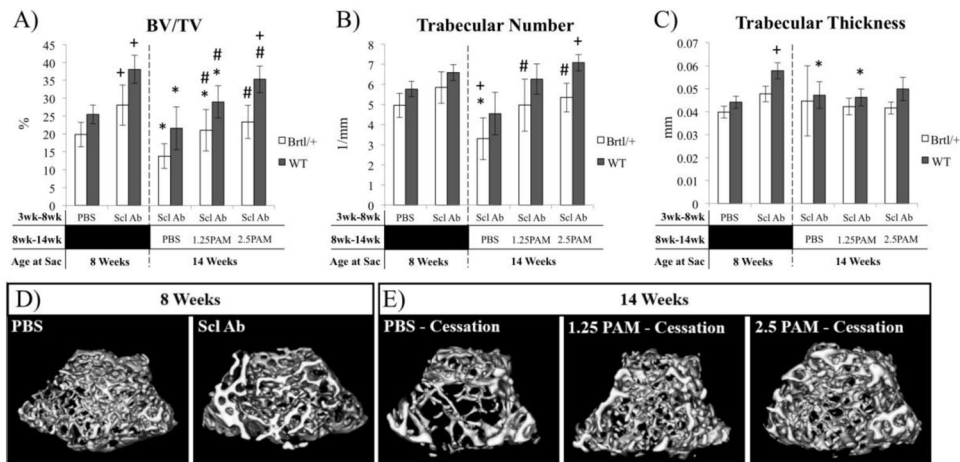 A)
BV/TV
45
40
35
30
25
20
15
10
5
0
%
+
+
*
*
#
*
#
*
#
+
#
Brtl/+
WT
3wk-8wk
PBS
Scl Ab
Scl Ab
Scl Ab
Scl Ab
8wk-14wk
PBS
1.25PAM
2.5PAM
Age at Sac
8 Weeks
14 Weeks
B)
Trabecular Number
8
7
6
5
4
3
2
1
0
1/mm
+
*
#
#
+
Brtl/+
WT
3wk-8wk
PBS
Scl Ab
Scl Ab
Scl Ab
Scl Ab
8wk-14wk
PBS
1.25PAM
2.5PAM
Age at Sac
8 Weeks
14 Weeks
C)
Trabecular Thickness
0.07
0.06
0.05
0.04
0.03
0.02
0.01
0
mm
+
*
*
Brtl/+
WT
3wk-8wk
PBS
Scl Ab
Scl Ab
Scl Ab
Scl Ab
8wk-14wk
PBS
1.25PAM
2.5PAM
Age at Sac
8 Weeks
14 Weeks
D)
8 Weeks
PBS
Scl Ab
E)
14 Weeks
PBS - Cessation
1.25 PAM - Cessation
2.5 PAM - Cessation